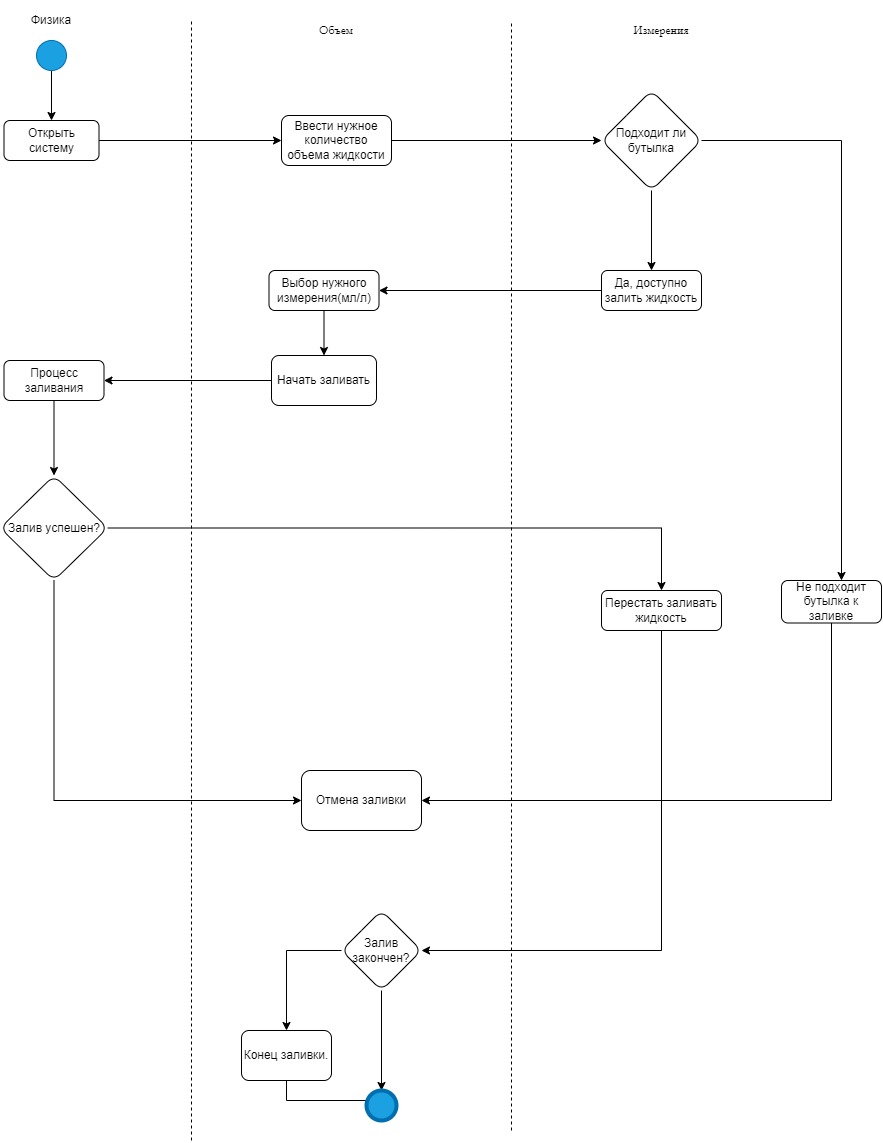 Физика
Объем
Измерения
Открыть
систему
Ввести нужное
количество
объема жидкости
Подходит ли
бутылка
Выбор нужного
измерения(мл/л)
Да, доступно
залить жидкость
Процесс
заливания
Начать заливать
Залив успешен?
Перестать заливать
жидкость
Не подходит
бутылка к
заливке
Отмена заливки
Залив
закончен?
Конец заливки.